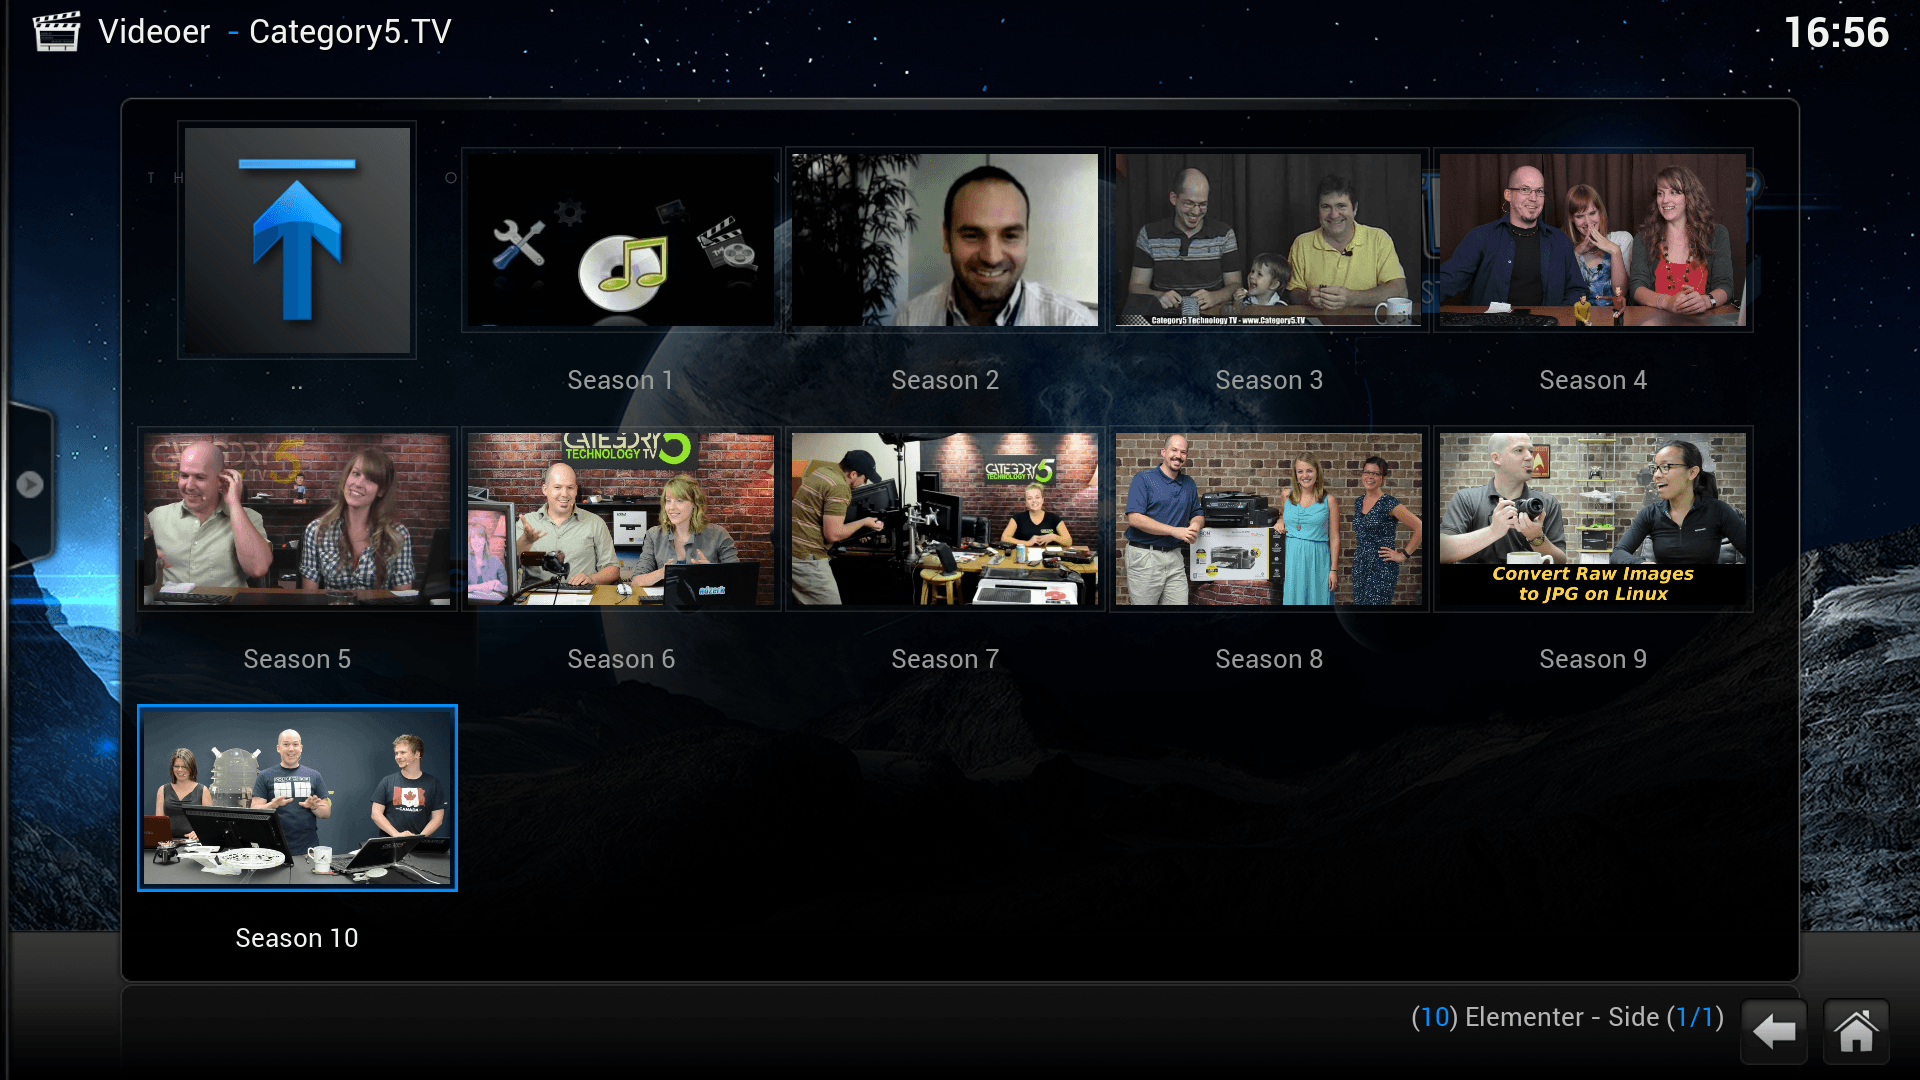 Videoer - Category5.TV
16:56
..
Category5 Technology TV - www.Category5.TV
Season 1
Season 2
Season 3
Season 4
CATEGORY5
TECHNOLOGY TV
CATEGORY5
TECHNOLOGY TV
Convert Raw Images
to JPG on Linux
Season 5
Season 6
Season 7
Season 8
Season 9
CANADA
Season 10
(10) Elementer - Side (1/1)